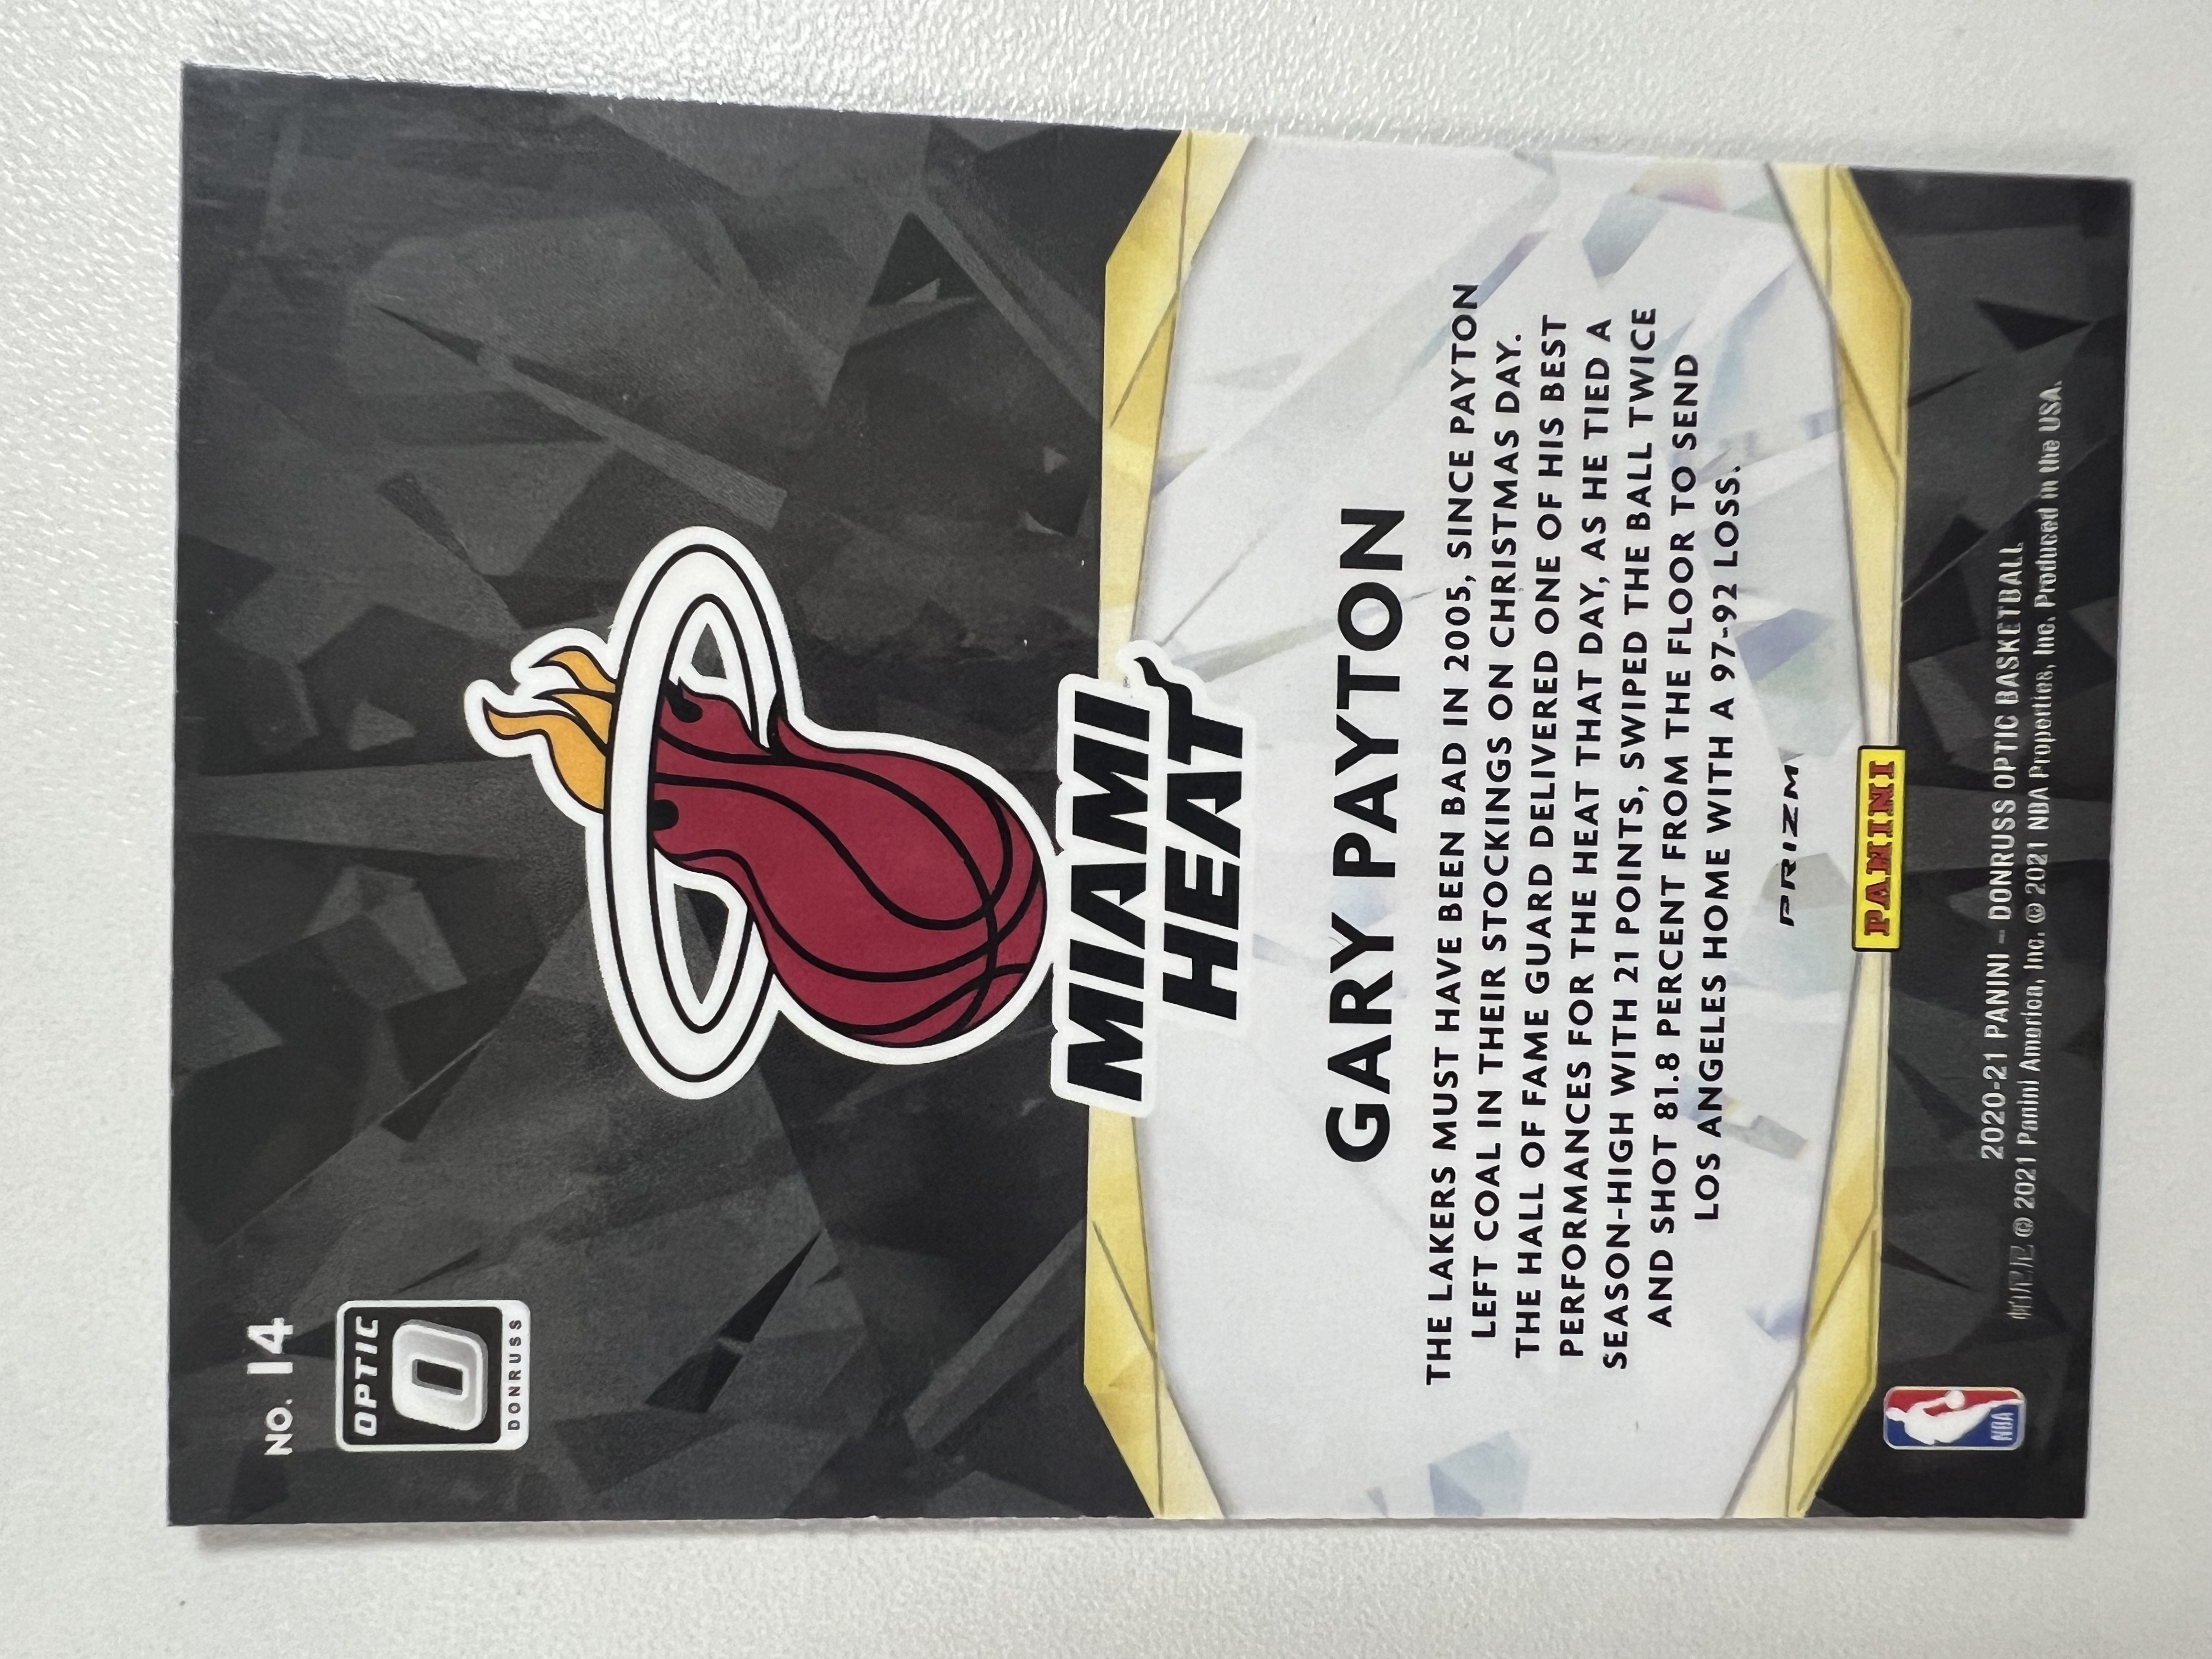 NO. 14
OPTIC
DONRUSS
MIAMI
HEAT
GARY PAYTON
THE LAKERS MUST HAVE BEEN BAD IN 2005, SINCE PAYTON
LEFT COAL IN THEIR STOCKINGS ON CHRISTMAS DAY.
THE HALL OF FAME GUARD DELIVERED ONE OF HIS BEST
PERFORMANCES FOR THE HEAT THAT DAY, AS HE TIED A
SEASON-HIGH WITH 21 POINTS, SWIPED THE BALL TWICE
AND SHOT 81.8 PERCENT FROM THE FLOOR TO SEND
LOS ANGELES HOME WITH A 97-92 LOSS.
PRIZM
PANINI
NBA
2020-21 PANINI – DONRUSS OPTIC BASKETBALL
© 2021 Panini America, Inc. © 2021 NBA Properties, Inc. Produced in the USA.